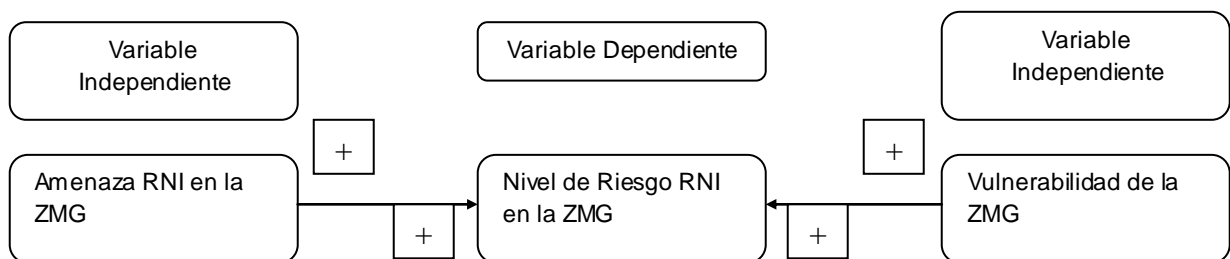 Variable
Independiente
Variable Dependiente
Variable
Independiente
+
+
Amenaza RNI en la
ZMG
Nivel de Riesgo RNI
en la ZMG
Vulnerabilidad de la
ZMG
+
+